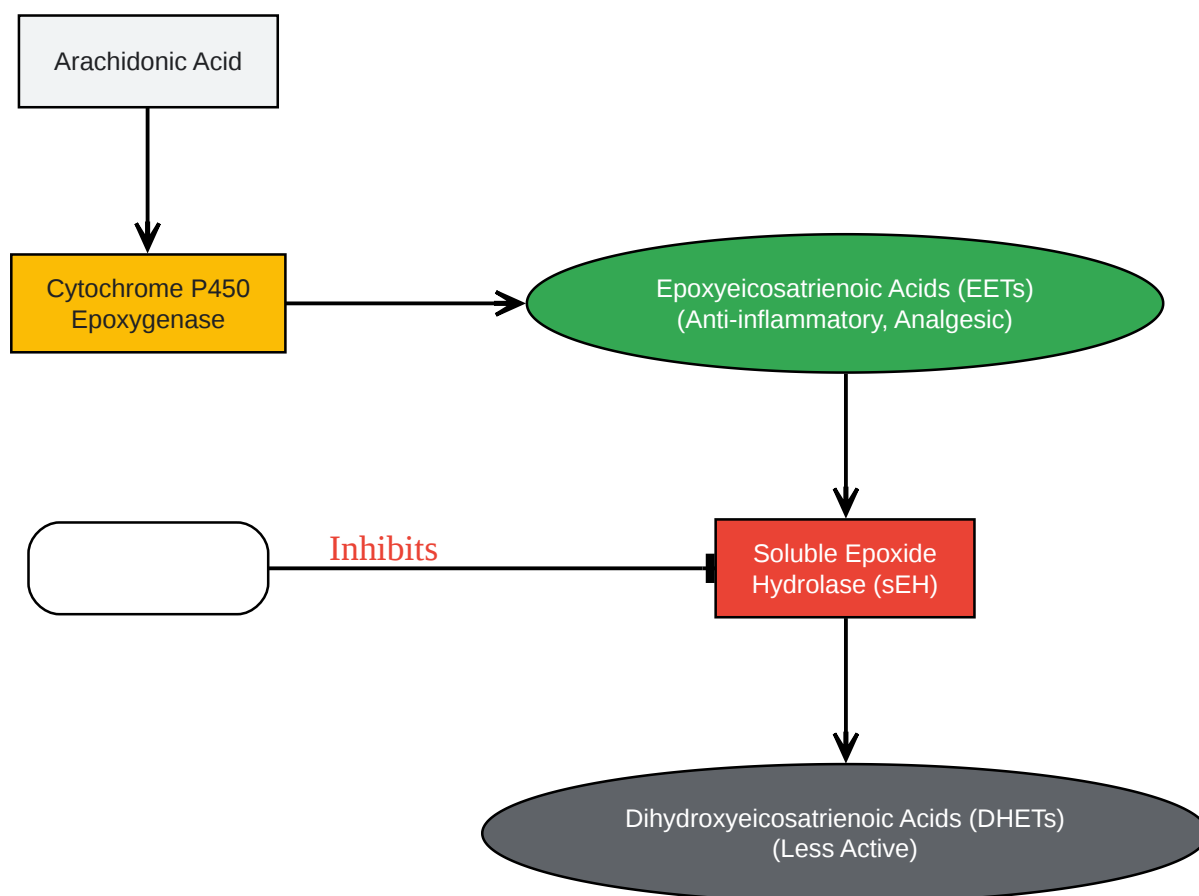 Arachidonic Acid
Cytochrome P450
Epoxygenase
Epoxyeicosatrienoic Acids (EETs)
(Anti-inflammatory, Analgesic)
Inhibits
Soluble Epoxide
Hydrolase (sEH)
Dihydroxyeicosatrienoic Acids (DHETs)
(Less Active)